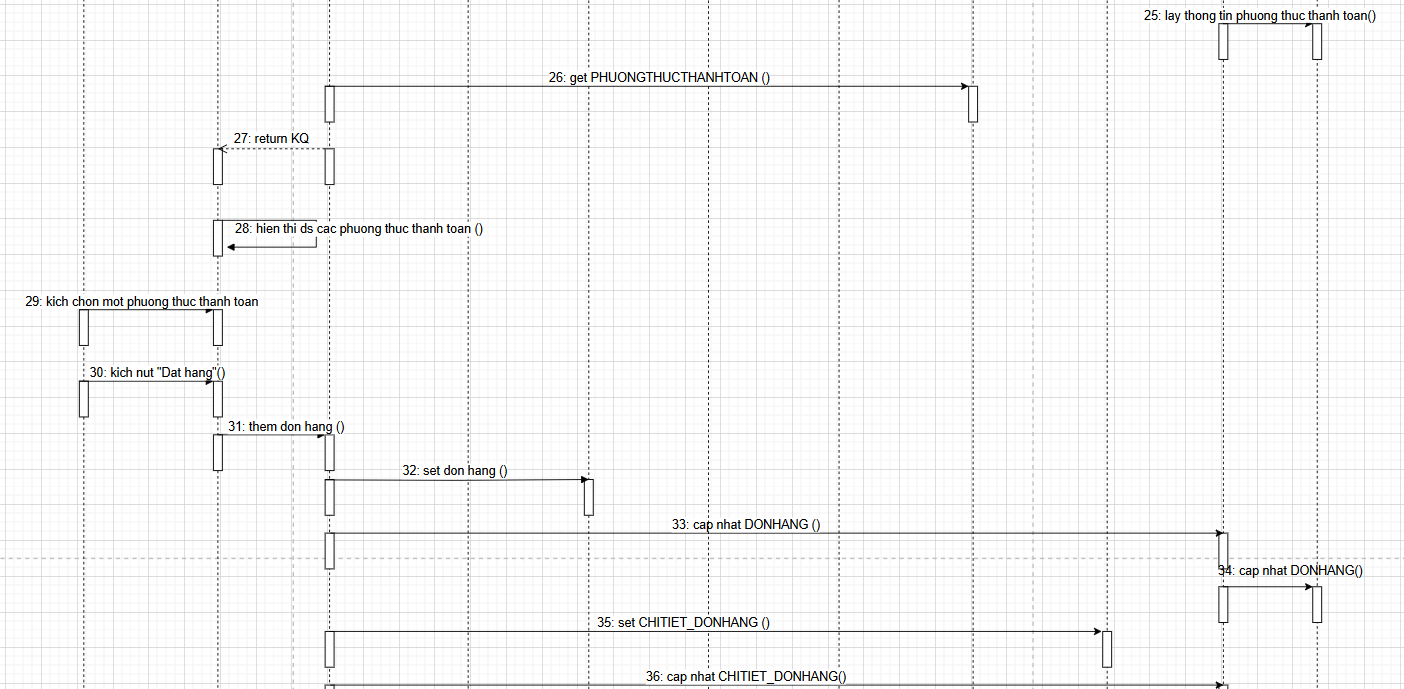 25: lay thong tin phuong thuc thanh toan()
26: get PHUONGTHUCTHANHTOAN ()
27: return KQ
28: hien thi ds cac phuong thuc thanh toan ()
29: kich chon mot phuong thuc thanh toan
30: kich nut "Dat hang"()
31: them don hang ()
32: set don hang ()
33: cap nhat DONHANG ()
34: cap nhat DONHANG()
35: set CHITIET_DONHANG ()
36: cap nhat CHITIET_DONHANG()